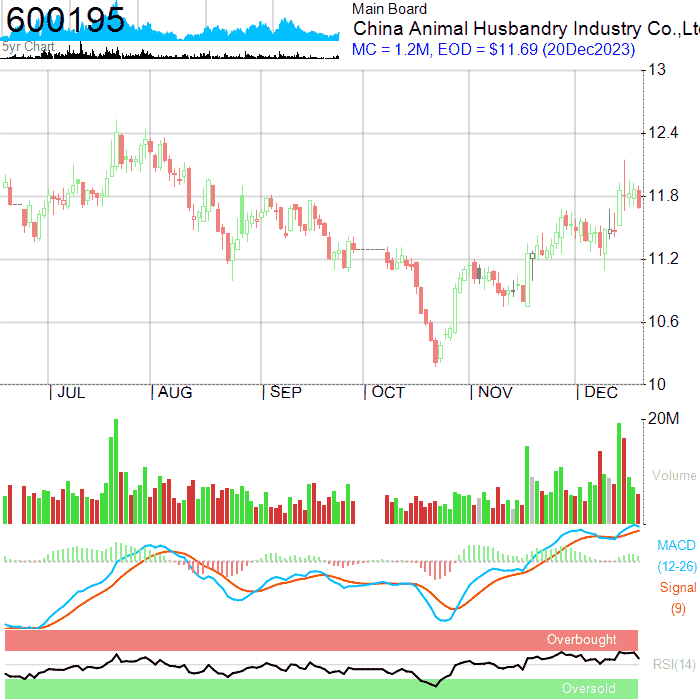 600195
5yr Chart
Main Board
China Animal Husbandry Industry Co.,Lt
MC = 1.2M, EOD = $11.69 (20Dec2023)
13
12.4
11.8
11.2
10.6
10
JUL AUG SEP OCT NOV DEC
20M
Volume
MACD
(12-26)
Signal
(9)
Overbought
RSI(14)
Oversold